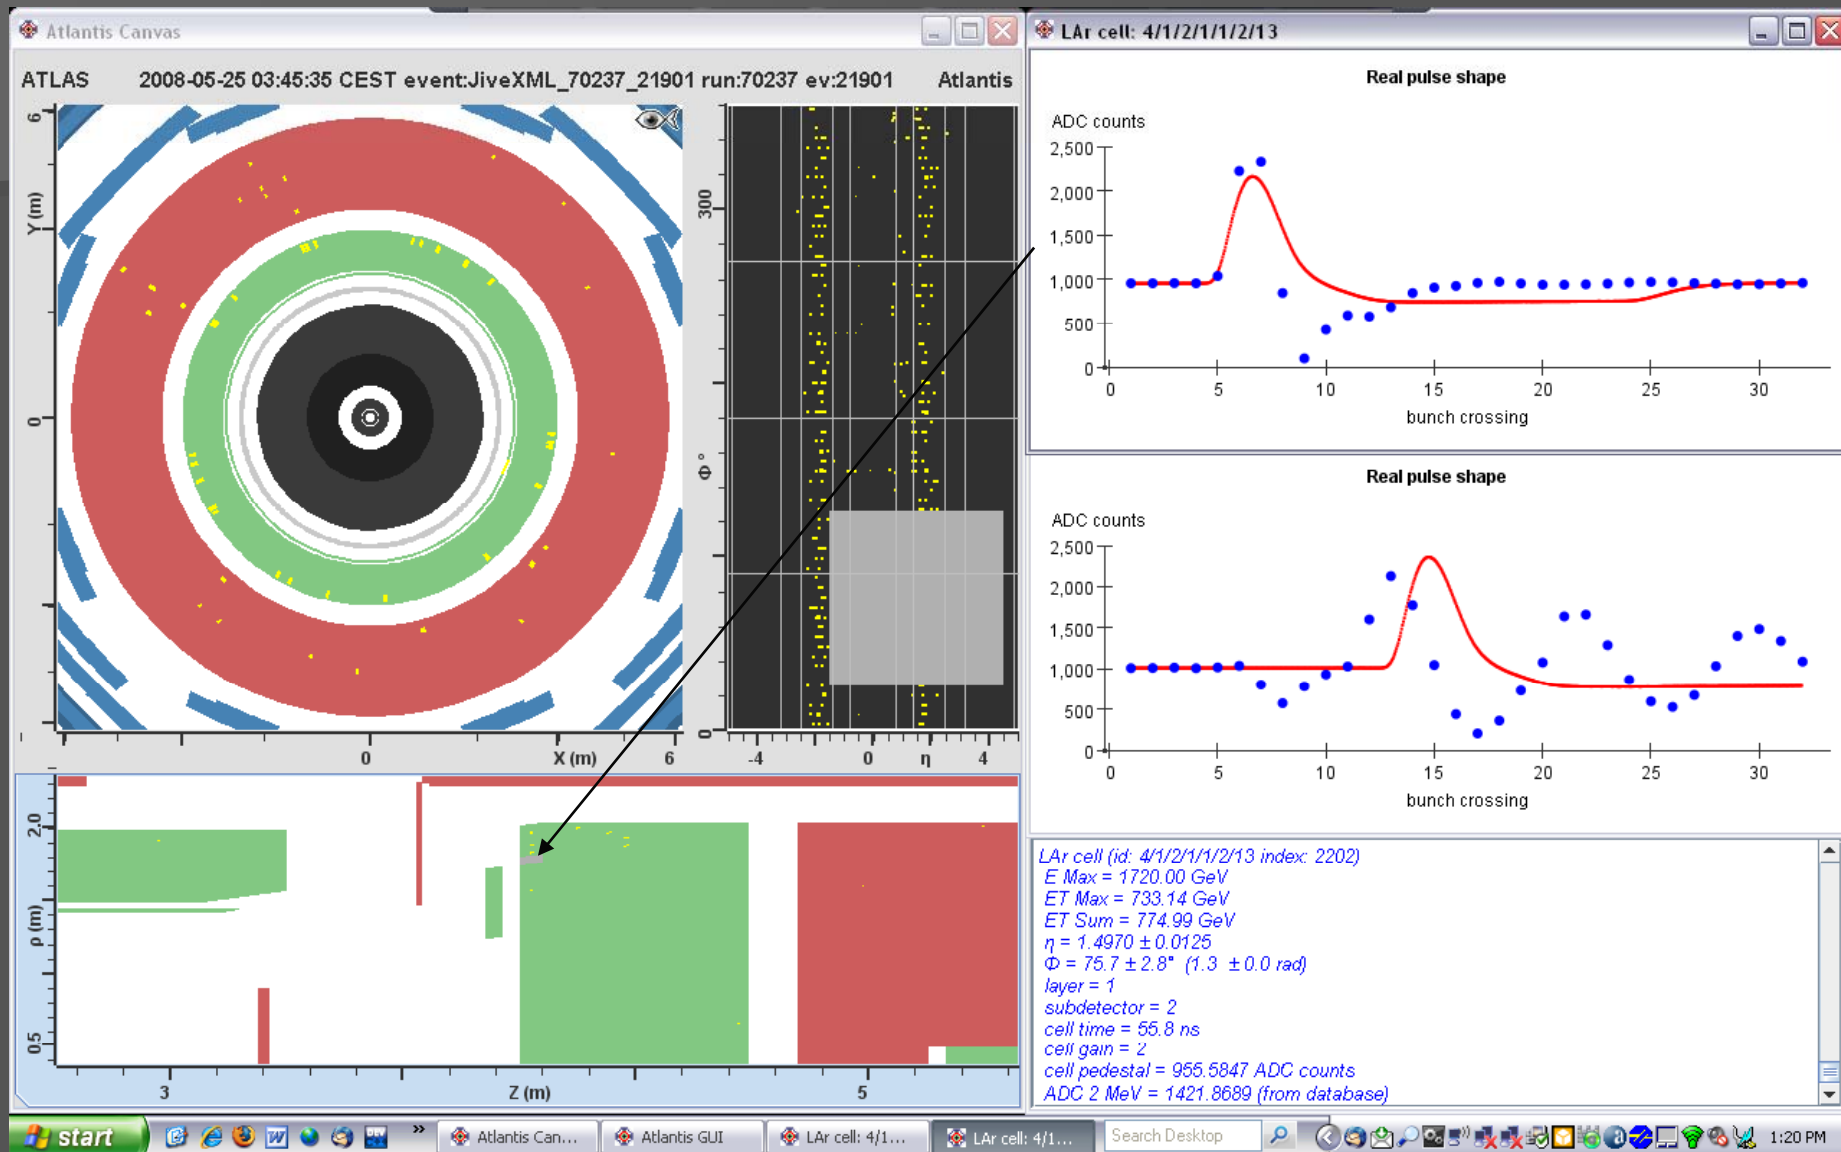 Atlantis Canvas
ATLAS 2008-05-25 03:45:35 CEST event:JiveXML_70237_21901 run:70237 ev:21901 Atlantis
6
Y (m)
0
0 X (m) 6
300
Φ °
0
-4 0 η 4
2.0
ρ (m)
0.5
3 Z (m) 5
LAr cell: 4/1/2/1/1/2/13
Real pulse shape
ADC counts
2,500
2,000
1,500
1,000
500
0
0 5 10 15 20 25 30
bunch crossing
Real pulse shape
ADC counts
2,500
2,000
1,500
1,000
500
0
0 5 10 15 20 25 30
bunch crossing
LAr cell (id: 4/1/2/1/1/2/13 index: 2202)
E Max = 1720.00 GeV
ET Max = 733.14 GeV
ET Sum = 774.99 GeV
η = 1.4970 ± 0.0125
Φ = 75.7 ± 2.8° (1.3 ± 0.0 rad)
layer = 1
subdetector = 2
cell time = 55.8 ns
cell gain = 2
cell pedestal = 955.5847 ADC counts
ADC 2 MeV = 1421.8689 (from database)
start » Atlantis Can... Atlantis GUI LAr cell: 4/1... LAr cell: 4/1... Search Desktop 1:20 PM